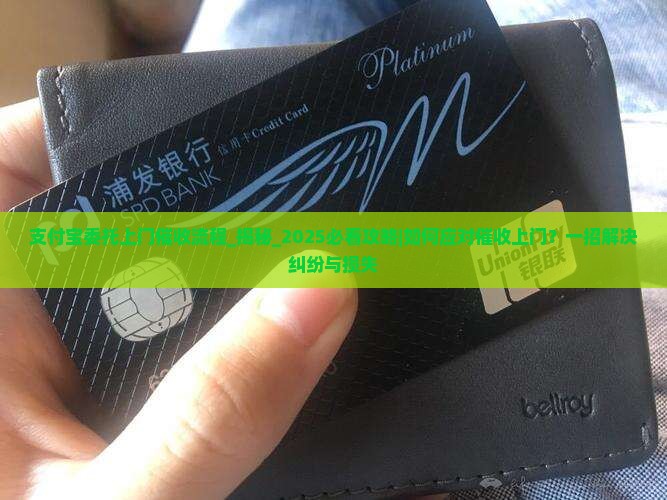 Platinum
浦发银行
信用卡Credit Card
SPD BANK
支付宝委托上门催收流程_揭秘_2025必看攻略|如何应对催收上门?_一招解决
纠纷与损失
UnionPay
银联
bellroy